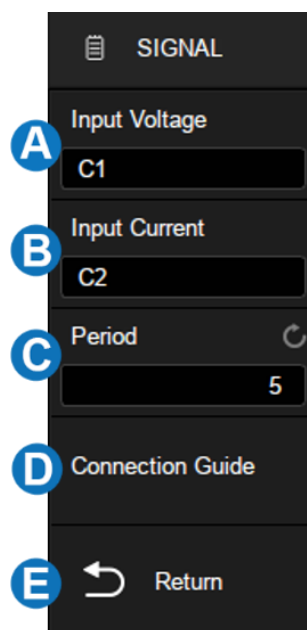 SIGNAL
Input Voltage
A
C1
Input Current
B
C2
Period
C
5
D Connection Guide
E Return